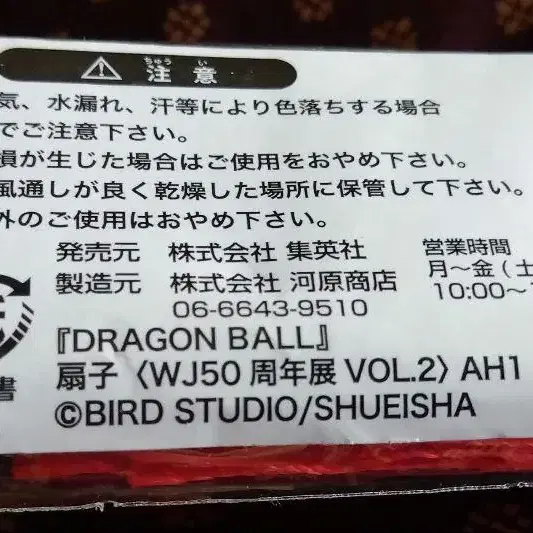 ちゅう い
⚠ 注意
気、水漏れ、汗等により色落ちする場合
でご注意下さい。
損が生じた場合はご使用をおやめ下さい。
風通しが良く乾燥した場所に保管して下さい。
外のご使用はおやめ下さい。
発売元 株式会社 集英社
製造元 株式会社 河原商店
06-6643-9510
営業時間
月〜金(土
10:00〜1
『DRAGON BALL』
扇子〈WJ50周年展 VOL.2〉AH1
©BIRD STUDIO/SHUEISHA
書